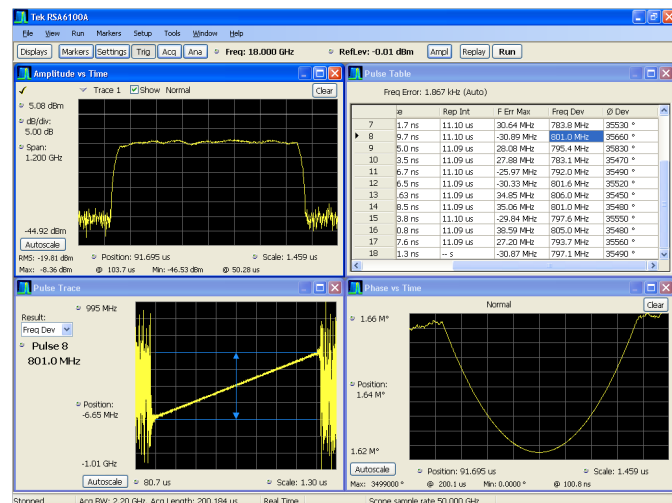 Tek RSA6100A
File View Run Markers Setup Tools Window Help
Displays Markers Settings Trig Acq Ana Freq: 18.000 GHz RefLev: -0.01 dBm Ampl Replay Run
Amplitude vs Time
Trace 1 Show Normal Clear
5.08 dBm
dB/div:
5.00 dB
Span:
1.200 GHz
-44.92 dBm
Autoscale
Position: 91.695 us Scale: 1.459 us
RMS: -19.81 dBm
Max: -8.36 dBm @ 103.7 us Min: -46.53 dBm @ 50.28 us
Pulse Table
Freq Error: 1.867 kHz (Auto)
e Rep Int F Err Max Freq Dev Ø Dev
7 1.7 ns 11.10 us 30.64 MHz 783.8 MHz 35530 °
8 9.7 ns 11.10 us -30.89 MHz 801.0 MHz 35660 °
9 5.0 ns 11.09 us 28.08 MHz 795.4 MHz 35830 °
10 3.5 ns 11.09 us 27.88 MHz 783.1 MHz 35470 °
11 6.7 ns 11.10 us -25.97 MHz 792.0 MHz 35490 °
12 6.5 ns 11.09 us -30.33 MHz 801.6 MHz 35520 °
13 .63 ns 11.09 us 34.85 MHz 806.0 MHz 35450 °
14 8.5 ns 11.09 us 35.06 MHz 801.0 MHz 35480 °
15 3.8 ns 11.10 us -29.84 MHz 797.6 MHz 35550 °
16 0.8 ns 11.09 us 38.59 MHz 805.0 MHz 35480 °
17 7.6 ns 11.09 us 27.20 MHz 793.7 MHz 35560 °
18 1.3 ns -- s -30.87 MHz 797.1 MHz 35490 °
Pulse Trace
995 MHz
Result:
Freq Dev
Pulse 8
801.0 MHz
Position:
-6.65 MHz
-1.01 GHz
Autoscale 80.7 us Scale: 1.30 us
Phase vs Time
Normal Clear
1.66 M°
Position:
1.64 M°
1.62 M°
Autoscale Position: 91.695 us Scale: 1.459 us
Max: 3499000 ° @ 200.1 us Min: 0.0000 ° @ 100.8 ns
Stopped Acq BW: 2.20 GHz, Acq Length: 200.184 us Real Time Scope sample rate 50.000 GHz